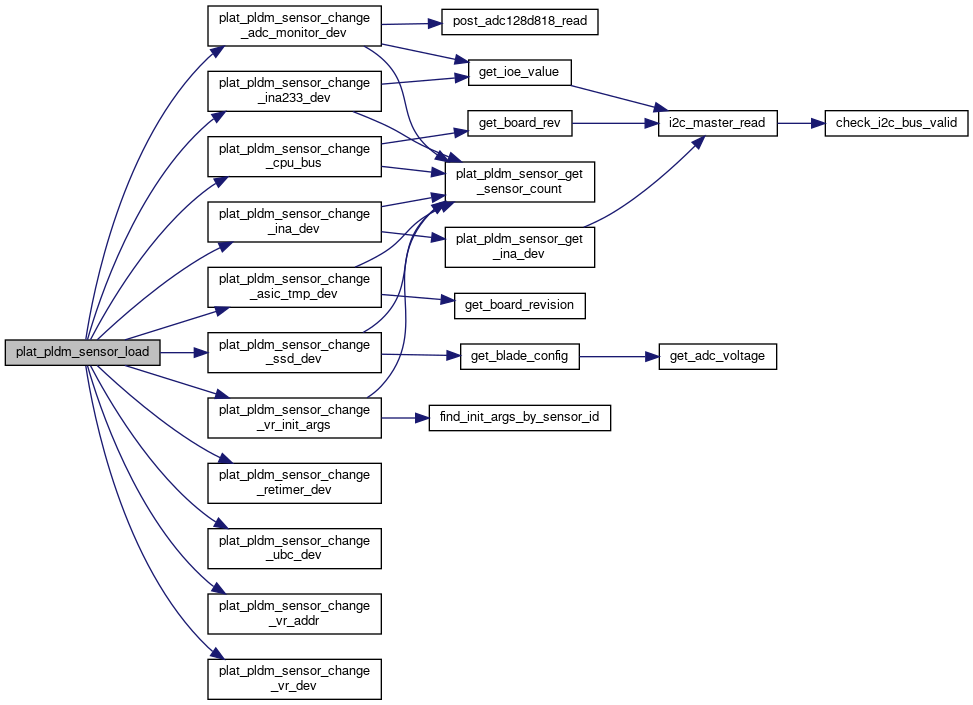 plat_pldm_sensor_load
plat_pldm_sensor_change
_adc_monitor_dev
plat_pldm_sensor_change
_ina233_dev
plat_pldm_sensor_change
_cpu_bus
plat_pldm_sensor_change
_ina_dev
plat_pldm_sensor_change
_asic_tmp_dev
plat_pldm_sensor_change
_ssd_dev
plat_pldm_sensor_change
_vr_init_args
plat_pldm_sensor_change
_retimer_dev
plat_pldm_sensor_change
_ubc_dev
plat_pldm_sensor_change
_vr_addr
plat_pldm_sensor_change
_vr_dev
post_adc128d818_read
get_ioe_value
get_board_rev
plat_pldm_sensor_get
_sensor_count
plat_pldm_sensor_get
_ina_dev
get_board_revision
get_blade_config
find_init_args_by_sensor_id
i2c_master_read
get_adc_voltage
check_i2c_bus_valid